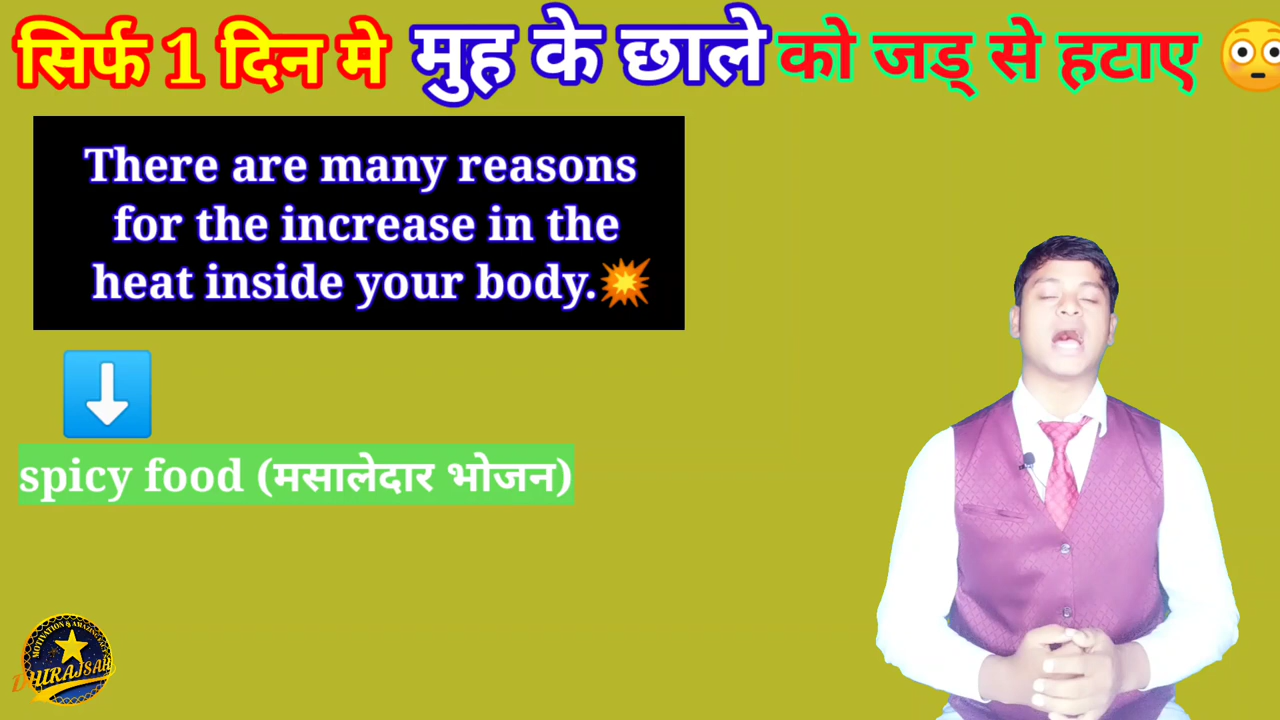 सिर्फ 1 दिन मे मुह के छाले को जड् से हटाए 😳
There are many reasons
for the increase in the
heat inside your body.💥
⬇️
spicy food (मसालेदार भोजन)
DHIRAJSAH